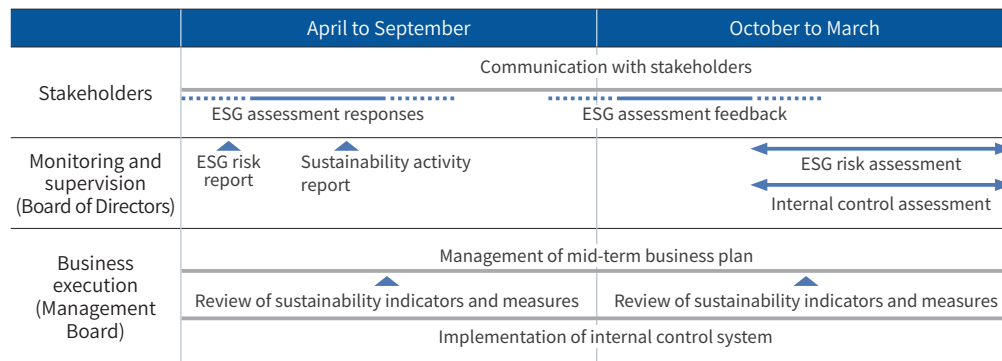 April to September
October to March
Stakeholders
Communication with stakeholders
ESG assessment responses
ESG assessment feedback
Monitoring and
supervision
(Board of Directors)
ESG risk
report
Sustainability activity
report
ESG risk assessment
Internal control assessment
Business
execution
(Management
Board)
Management of mid-term business plan
Review of sustainability indicators and measures
Review of sustainability indicators and measures
Implementation of internal control system